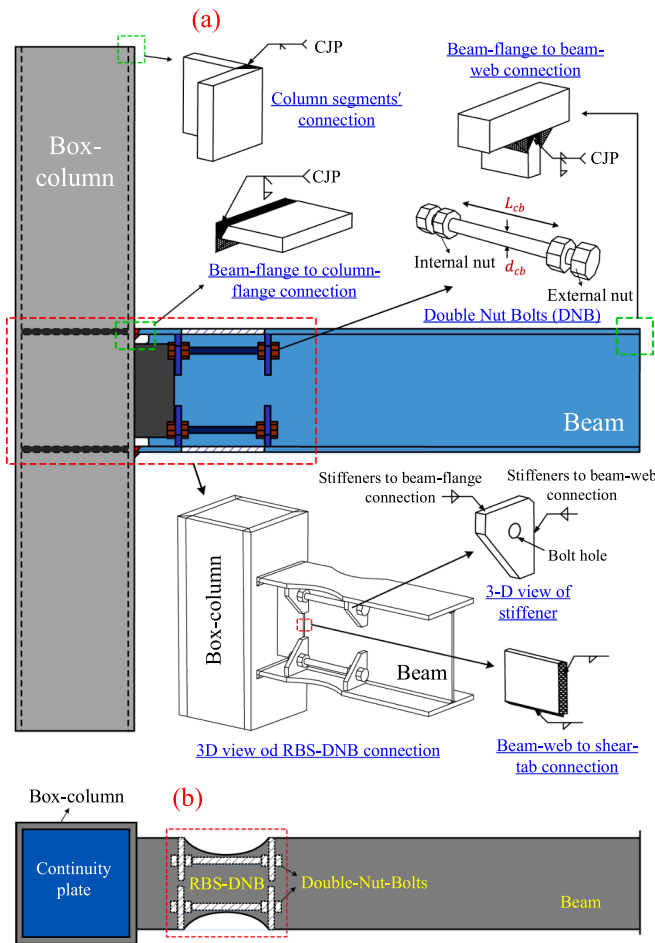 (a)
CJP
Column segments'
connection
Beam-flange to beam-
web connection
CJP
Box-
column
CJP
Beam-flange to column-
flange connection
L_cb
d_cb
Internal nut
External nut
Double Nut Bolts (DNB)
Beam
Stiffeners to beam-flange
connection
Stiffeners to beam-web
connection
Bolt hole
3-D view of
stiffener
Box-column
Beam
3D view od RBS-DNB connection
Beam-web to shear-
tab connection
(b)
Box-column
Continuity
plate
RBS-DNB
Double-Nut-Bolts
Beam